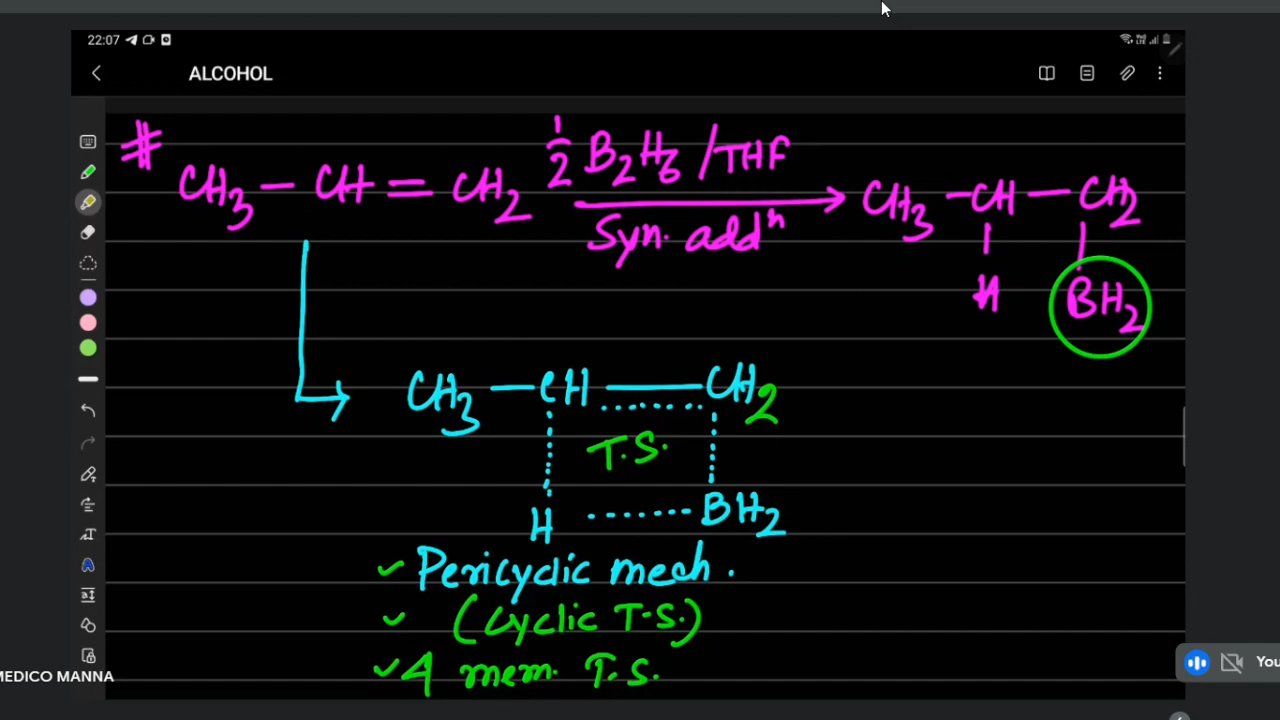 22:07
ALCOHOL
# CH3 – CH = CH2 1/2 B2H6 /THF → CH3 – CH – CH2
Syn. addⁿ
H BH2
CH3 – CH – CH2
T.S.
H ....... BH2
✓ Pericyclic mech.
✓ (Cyclic T.S.)
✓ 4 mem. T.S.
MEDICO MANNA
You